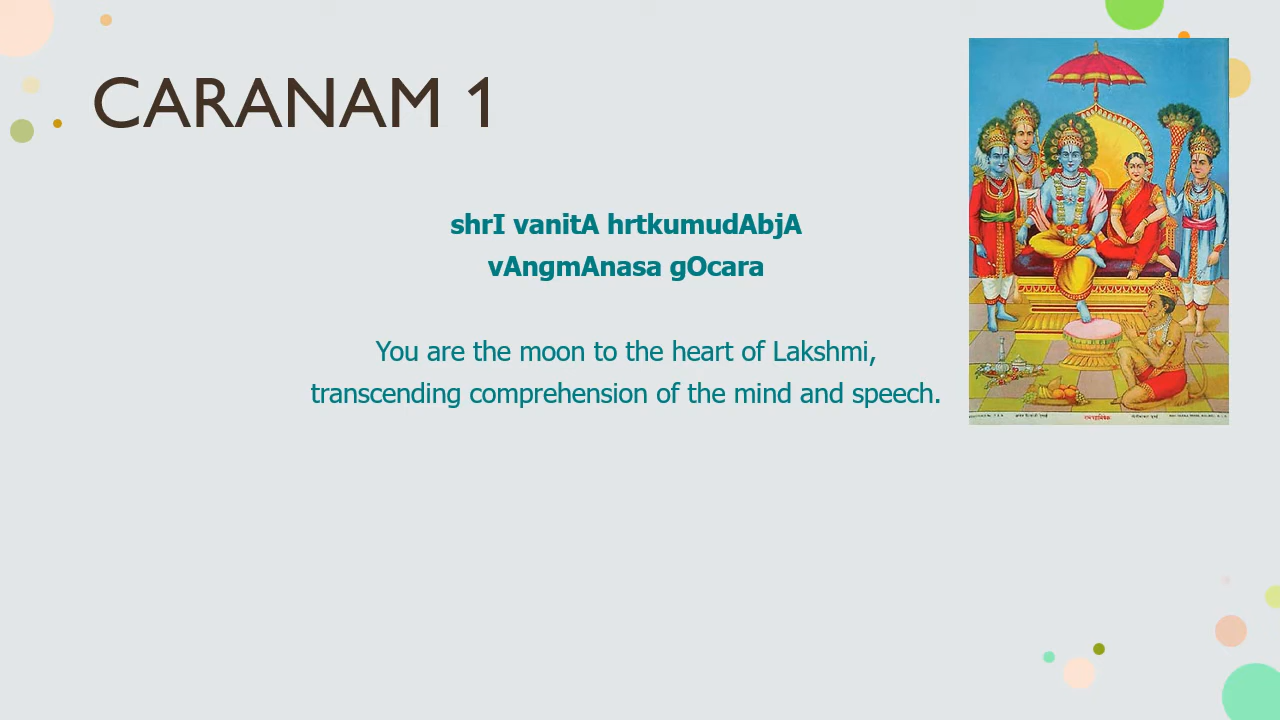 CARANAM 1
shrI vanitA hrtkumudAbjA
vAngmAnasa gOcara
You are the moon to the heart of Lakshmi,
transcending comprehension of the mind and speech.